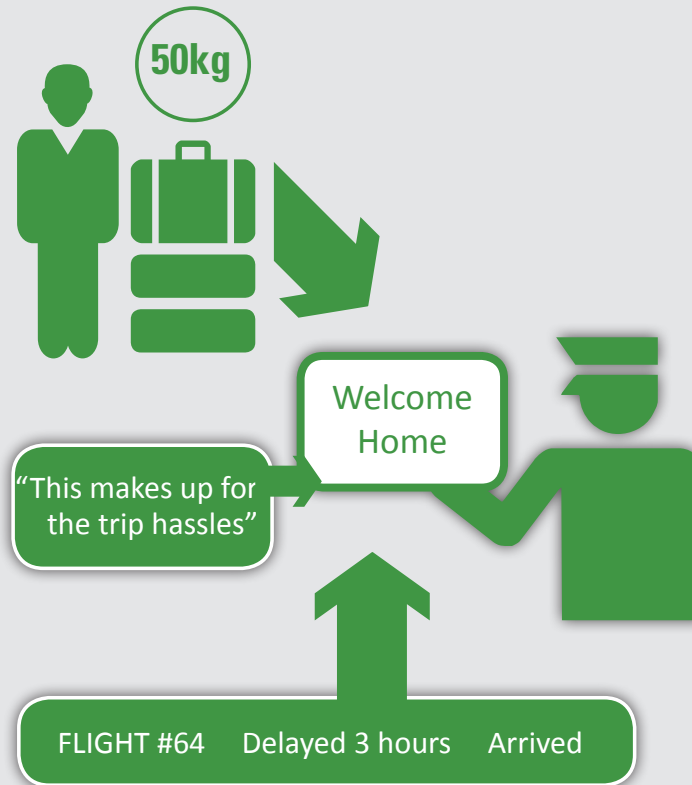 50kg
Welcome
Home
“This makes up for
the trip hassles”
FLIGHT #64 Delayed 3 hours Arrived